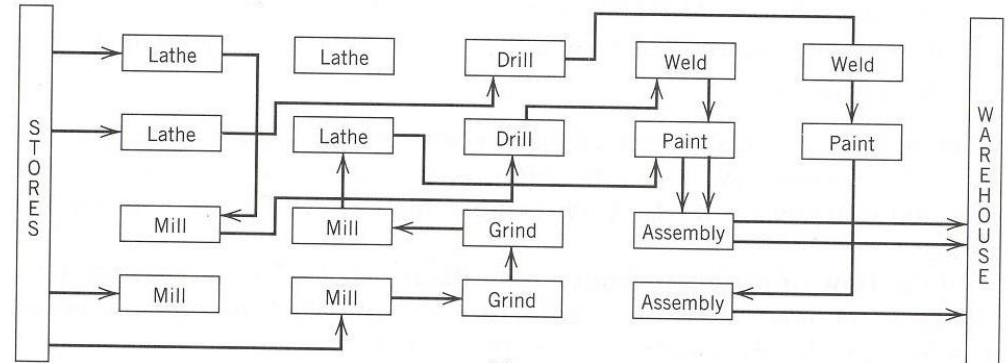 STORES
Lathe
Lathe
Drill
Weld
Weld
Lathe
Lathe
Drill
Paint
Paint
Mill
Mill
Grind
Assembly
Mill
Mill
Grind
Assembly
WAREHOUSE